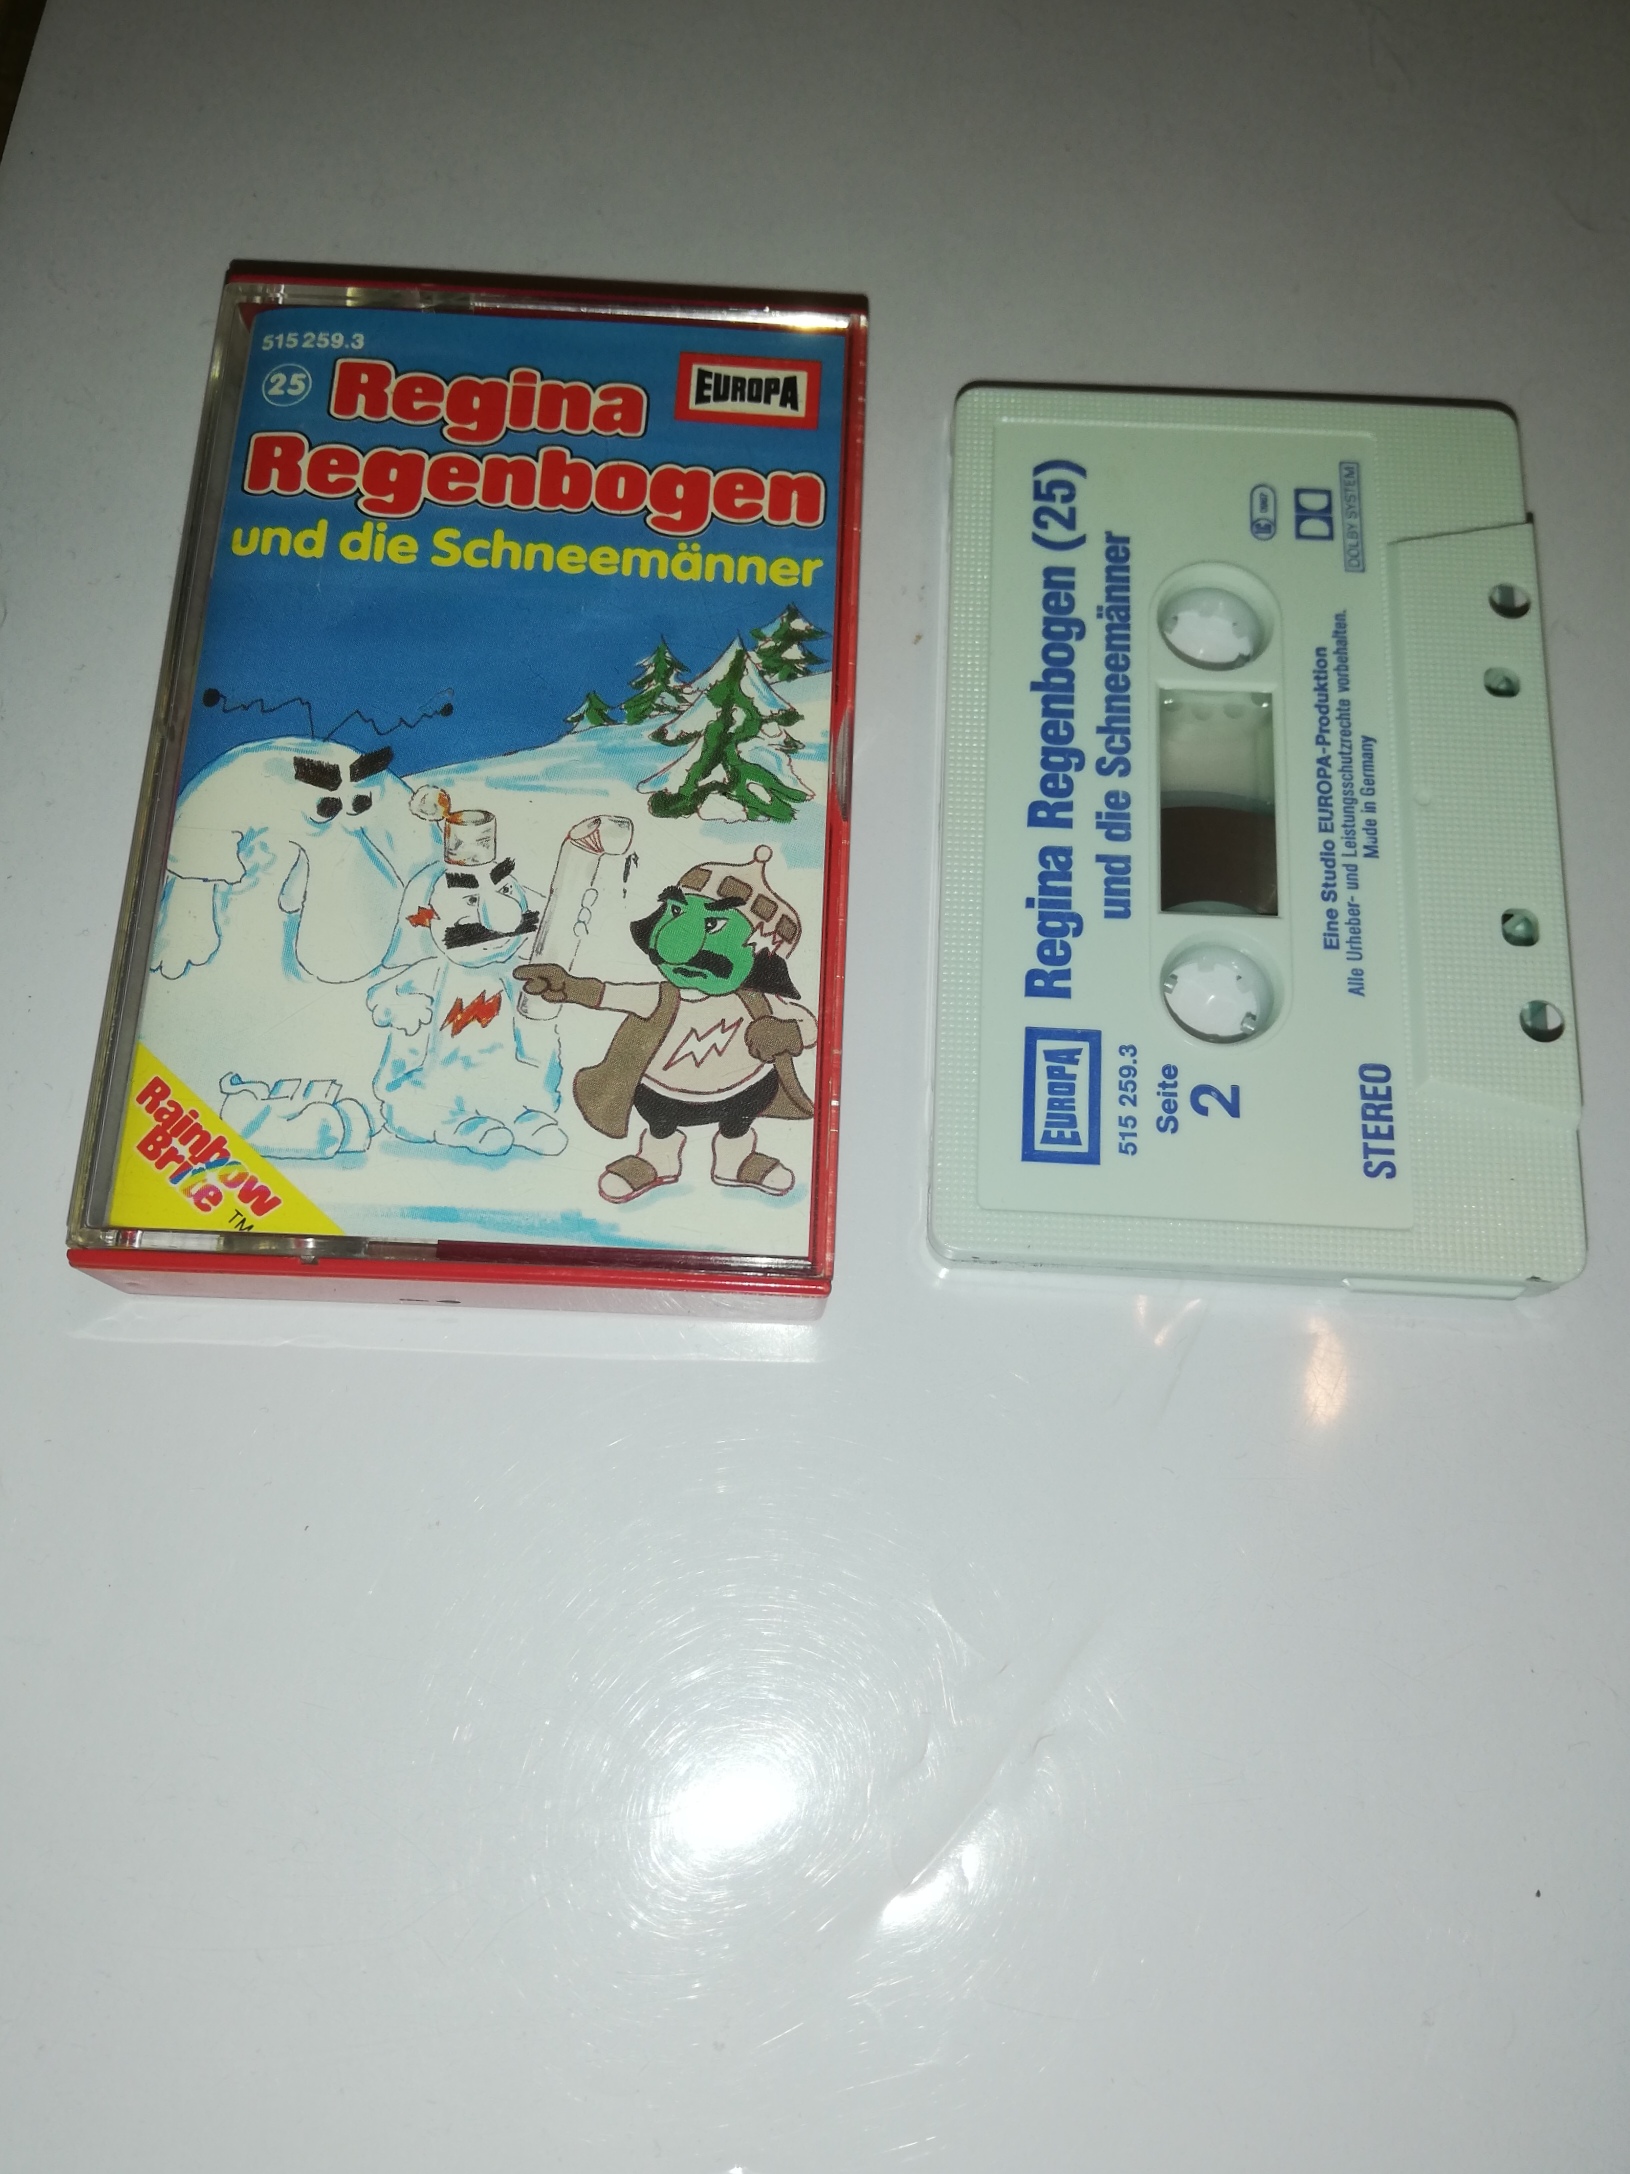 515 259.3
25
Regina
EUROPA
Regenbogen
und die Schneemänner
Rainbow
Brite
TM
EUROPA
Regina Regenbogen (25)
und die Schneemänner
515 259.3
Seite
2
DOLBY SYSTEM
Eine Studio EUROPA-Produktion
Alle Urheber- und Leistungsschutzrechte vorbehalten.
Made in Germany
STEREO